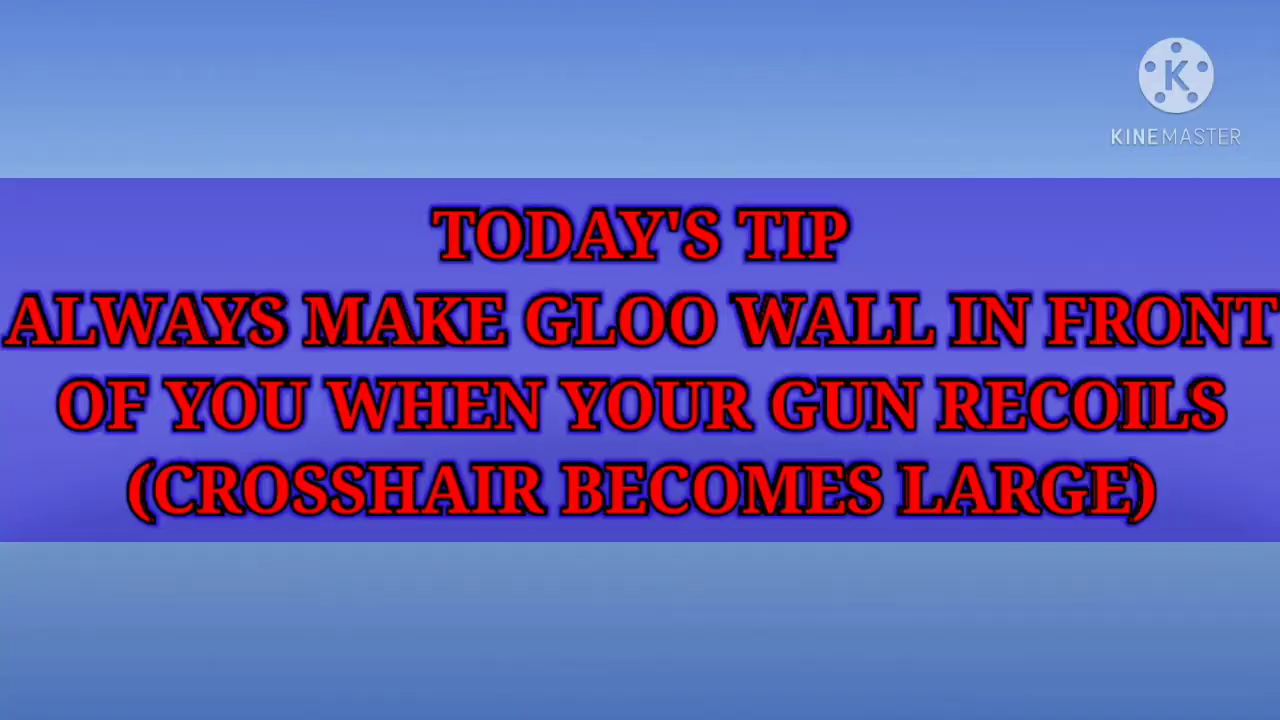 KINEMASTER
TODAY'S TIP
ALWAYS MAKE GLOO WALL IN FRONT
OF YOU WHEN YOUR GUN RECOILS
(CROSSHAIR BECOMES LARGE)